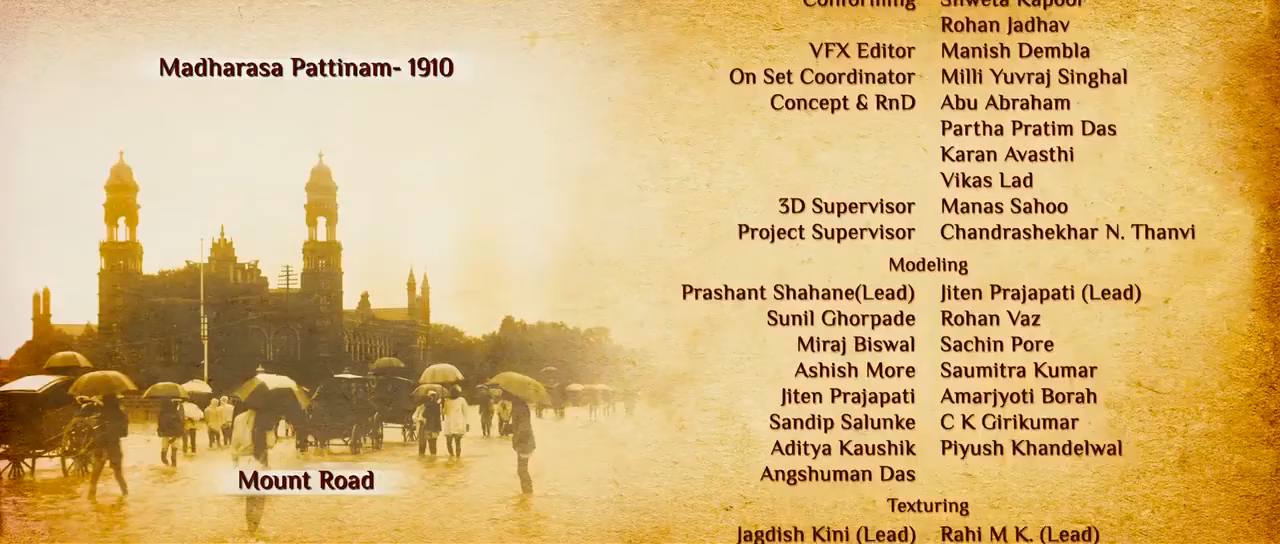 Madharasa Pattinam- 1910
Mount Road
Conforming Shweta Kapoor
Rohan Jadhav
VFX Editor Manish Dembla
On Set Coordinator Milli Yuvraj Singhal
Concept & RnD Abu Abraham
Partha Pratim Das
Karan Avasthi
Vikas Lad
3D Supervisor Manas Sahoo
Project Supervisor Chandrashekhar N. Thanvi
Modeling
Prashant Shahane(Lead) Jiten Prajapati (Lead)
Sunil Ghorpade Rohan Vaz
Miraj Biswal Sachin Pore
Ashish More Saumitra Kumar
Jiten Prajapati Amarjyoti Borah
Sandip Salunke C K Girikumar
Aditya Kaushik Piyush Khandelwal
Angshuman Das
Texturing
Jagdish Kini (Lead) Rahi M K. (Lead)